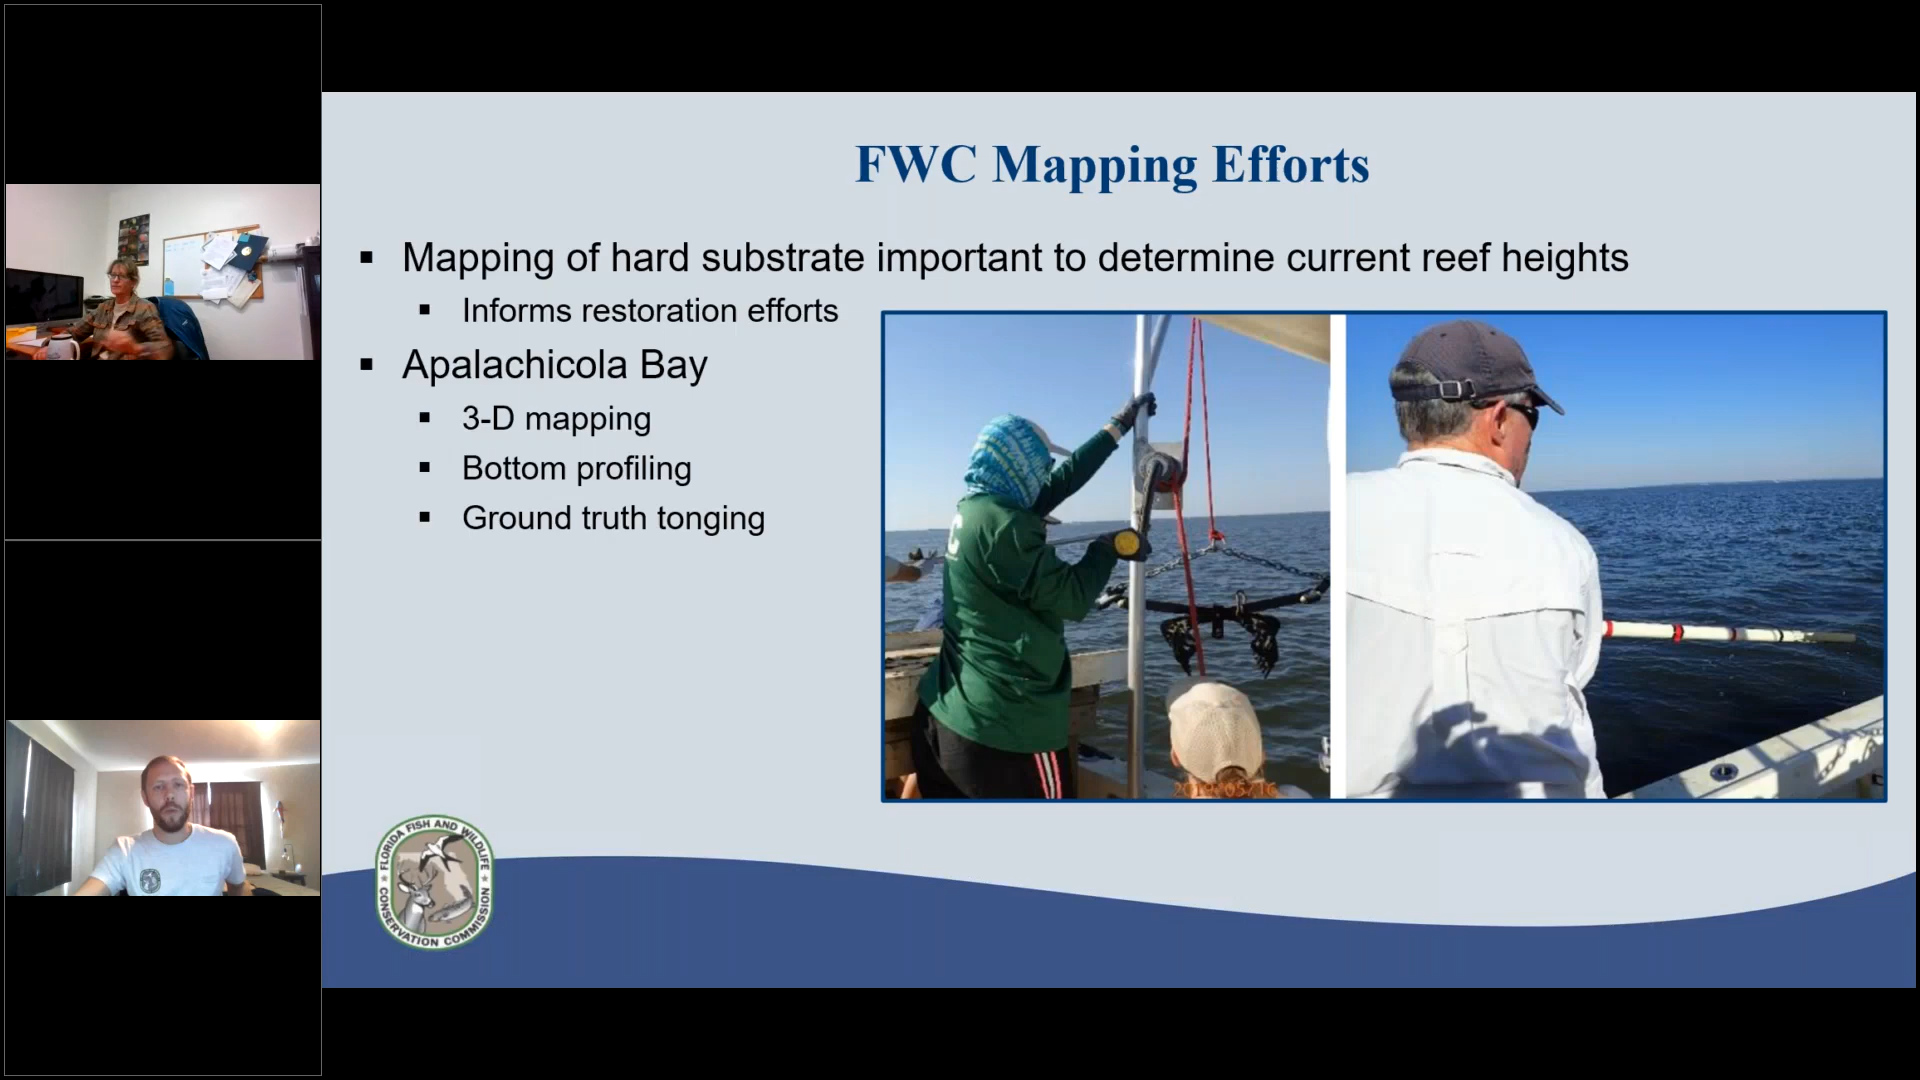 FWC Mapping Efforts
Mapping of hard substrate important to determine current reef heights
Informs restoration efforts
Apalachicola Bay
3-D mapping
Bottom profiling
Ground truth tonging
C
FLORIDA FISH AND WILDLIFE
CONSERVATION COMMISSION